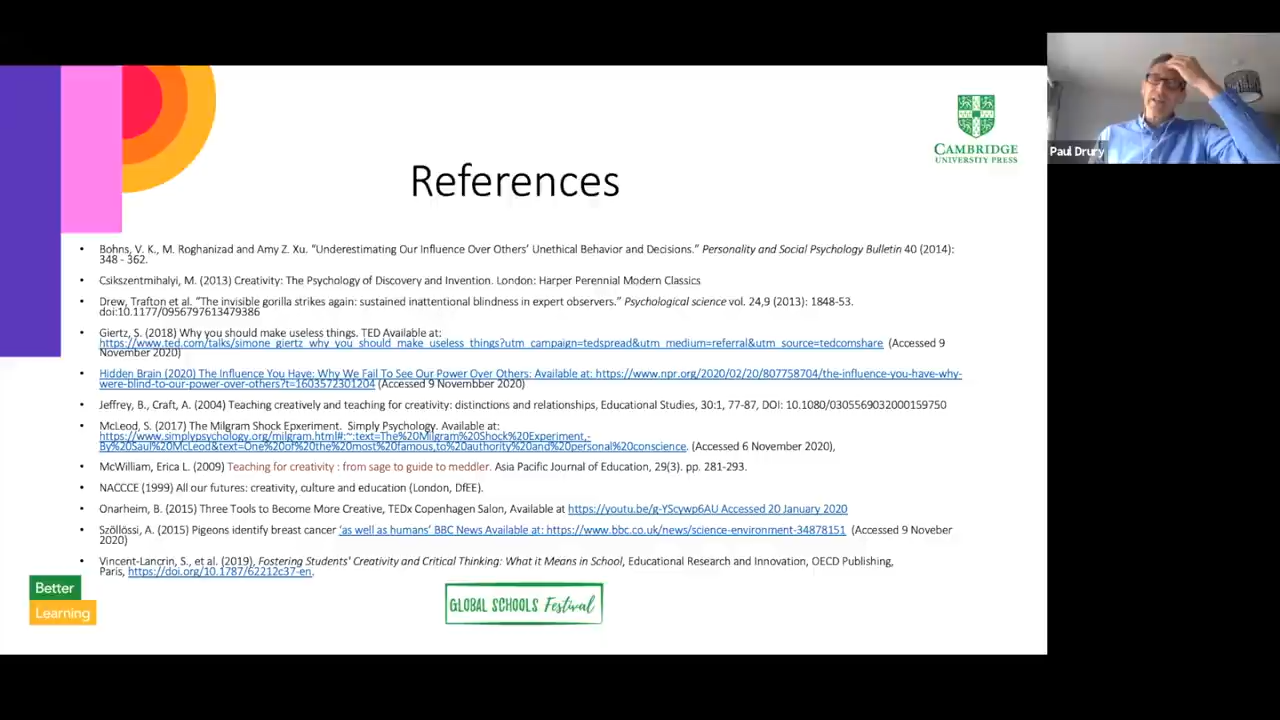 References
CAMBRIDGE
UNIVERSITY PRESS
Paul Drury
• Bohns, V. K., M. Roghanizad and Amy Z. Xu. “Underestimating Our Influence Over Others’ Unethical Behavior and Decisions.” Personality and Social Psychology Bulletin 40 (2014):
348 - 362.
• Csikszentmihalyi, M. (2013) Creativity: The Psychology of Discovery and Invention. London: Harper Perennial Modern Classics
• Drew, Trafton et al. “The invisible gorilla strikes again: sustained inattentional blindness in expert observers.” Psychological science vol. 24,9 (2013): 1848-53.
doi:10.1177/0956797613479386
• Giertz, S. (2018) Why you should make useless things. TED Available at:
https://www.ted.com/talks/simone_giertz_why_you_should_make_useless_things?utm_campaign=tedspread&utm_medium=referral&utm_source=tedcomshare (Accessed 9
November 2020)
• Hidden Brain (2020) The Influence You Have: Why We Fail To See Our Power Over Others: Available at: https://www.npr.org/2020/02/20/807758704/the-influence-you-have-why-
were-blind-to-our-power-over-others?t=1603572301204 (Accessed 9 Novembber 2020)
• Jeffrey, B., Craft, A. (2004) Teaching creatively and teaching for creativity: distinctions and relationships, Educational Studies, 30:1, 77-87, DOI: 10.1080/0305569032000159750
• McLeod, S. (2017) The Milgram Shock Epxeriment. Simply Psychology. Available at:
https://www.simplypsychology.org/milgram.html#:~:text=The%20Milgram%20Shock%20Experiment,-
By%20Saul%20McLeod&text=One%20of%20the%20most%20famous,to%20authority%20and%20personal%20conscience. (Accessed 6 November 2020),
• McWilliam, Erica L. (2009) Teaching for creativity : from sage to guide to meddler. Asia Pacific Journal of Education, 29(3). pp. 281-293.
• NACCCE (1999) All our futures: creativity, culture and education (London, DfEE).
• Onarheim, B. (2015) Three Tools to Become More Creative, TEDx Copenhagen Salon, Available at https://youtu.be/g-YScywp6AU Accessed 20 January 2020
• Szöllössi, A. (2015) Pigeons identify breast cancer ‘as well as humans’ BBC News Available at: https://www.bbc.co.uk/news/science-environment-34878151 (Accessed 9 Noveber
2020)
• Vincent-Lancrin, S., et al. (2019), Fostering Students' Creativity and Critical Thinking: What it Means in School, Educational Research and Innovation, OECD Publishing,
Paris, https://doi.org/10.1787/62212c37-en.
Better
Learning
GLOBAL SCHOOLS Festival